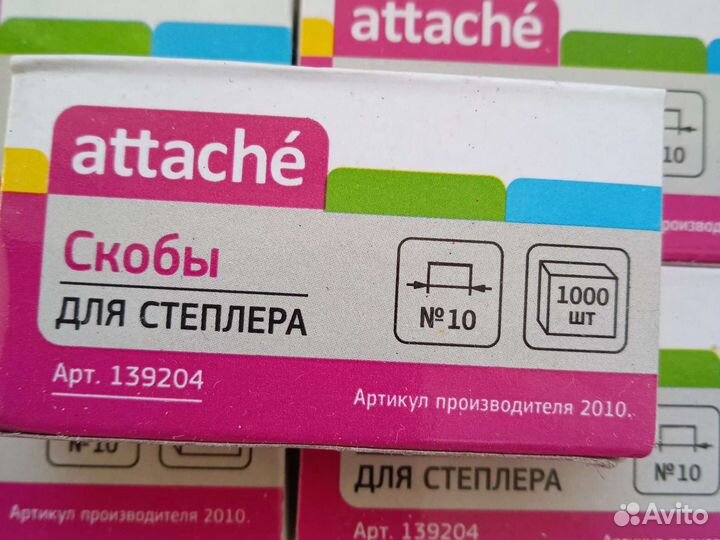 attaché
attaché
10
Скобы
ДЛЯ СТЕПЛЕРА
№10
1000
шт
Арт. 139204
Артикул производителя 2010.
№10
Артикул производителя 2010.
ДЛЯ СТЕПЛЕРА
№10
Арт. 139204
Avito